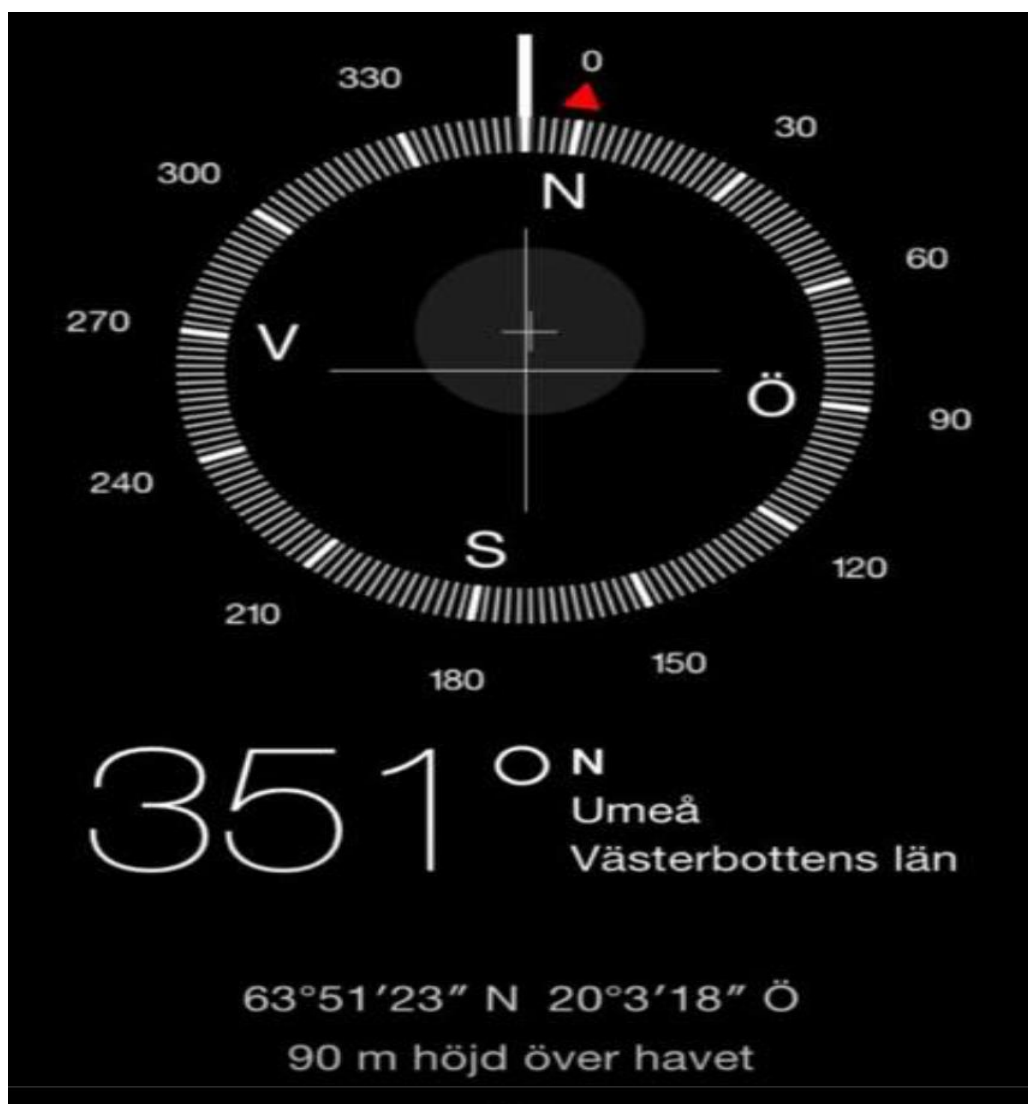 0
330
30
300
N
60
270
V
Ö
90
240
S
120
210
150
180
351° N
Umeå
Västerbottens län
63°51′23″ N 20°3′18″ Ö
90 m höjd över havet